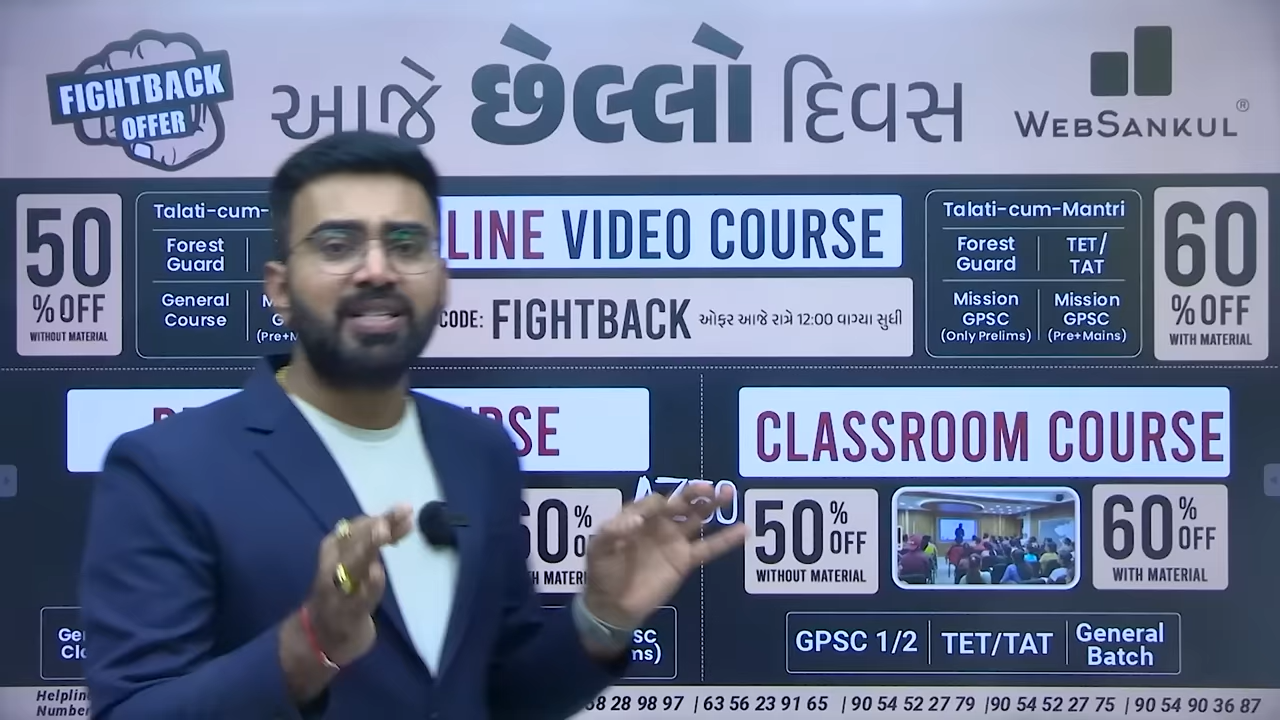 FIGHTBACK
OFFER
આજે છેલ્લો દિવસ
WEBSANKUL®
50
% OFF
WITHOUT MATERIAL
Talati-cum-
Forest
Guard
General
Course
(Pre+M
LINE VIDEO COURSE
CODE: FIGHTBACK ઓફર આજે રાત્રે 12:00 વાગ્યા સુધી
Talati-cum-Mantri
Forest
Guard
TET/
TAT
Mission
GPSC
(Only Prelims)
Mission
GPSC
(Pre+Mains)
60
% OFF
WITH MATERIAL
CLASSROOM COURSE
50% OFF
WITHOUT MATERIAL
60% OFF
WITH MATERIAL
GPSC 1/2
TET/TAT
General
Batch
28 98 97 | 63 56 23 91 65 | 90 54 52 27 79 | 90 54 52 27 75 | 90 54 90 36 87